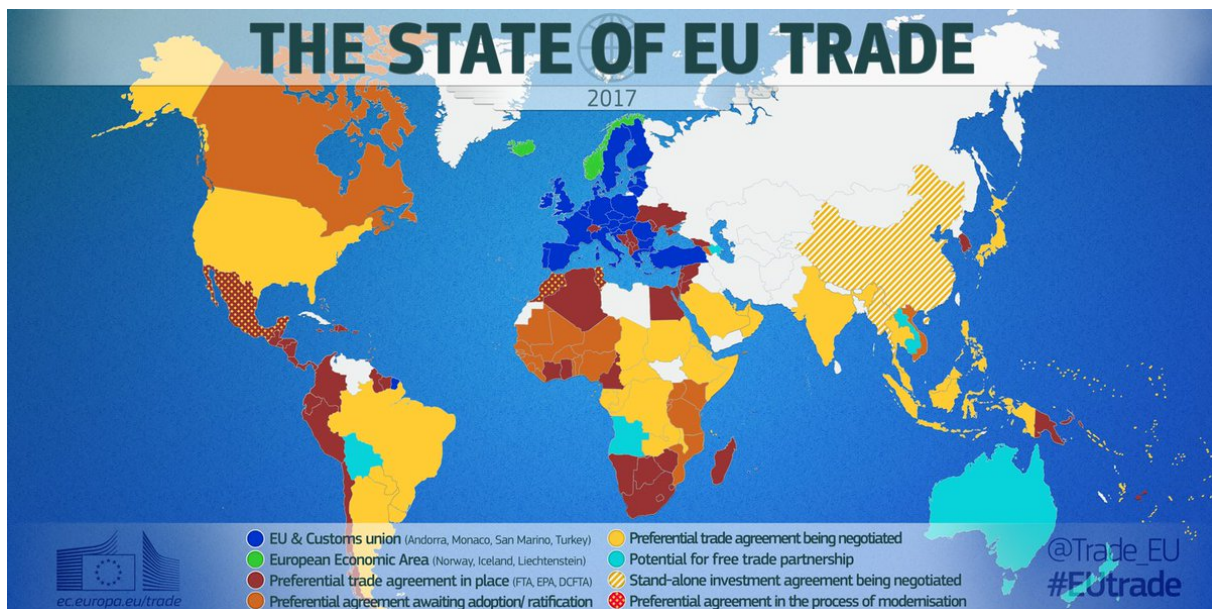 THE STATE OF EU TRADE
2017
EU & Customs union (Andorra, Monaco, San Marino, Turkey)
European Economic Area (Norway, Iceland, Liechtenstein)
Preferential trade agreement in place (FTA, EPA, DCFTA)
Preferential agreement awaiting adoption/ ratification
Preferential trade agreement being negotiated
Potential for free trade partnership
Stand-alone investment agreement being negotiated
Preferential agreement in the process of modernisation
ec.europa.eu/trade
@Trade_EU
#EUtrade